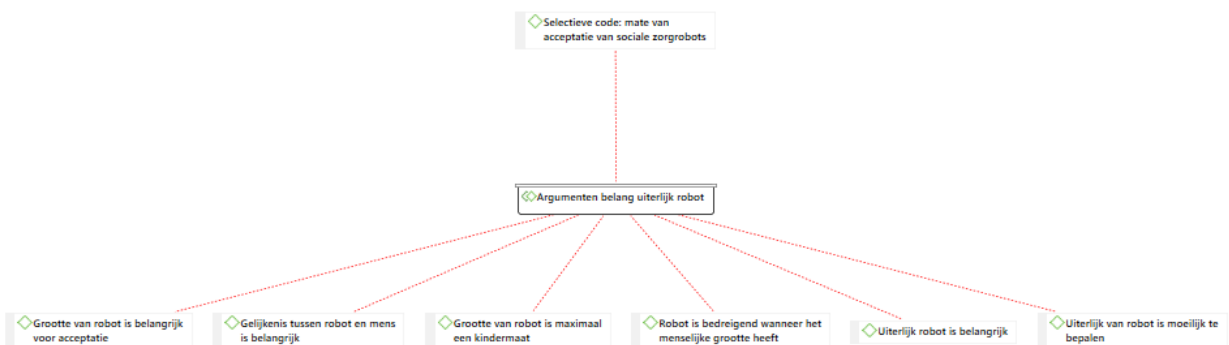 Selectieve code: mate van
acceptatie van sociale zorgrobots
Argumenten belang uiterlijk robot
Grootte van robot is belangrijk
voor acceptatie
Gelijkenis tussen robot en mens
is belangrijk
Grootte van robot is maximaal
een kindermaat
Robot is bedreigend wanneer het
menselijke grootte heeft
Uiterlijk robot is belangrijk
Uiterlijk van robot is moeilijk te
bepalen